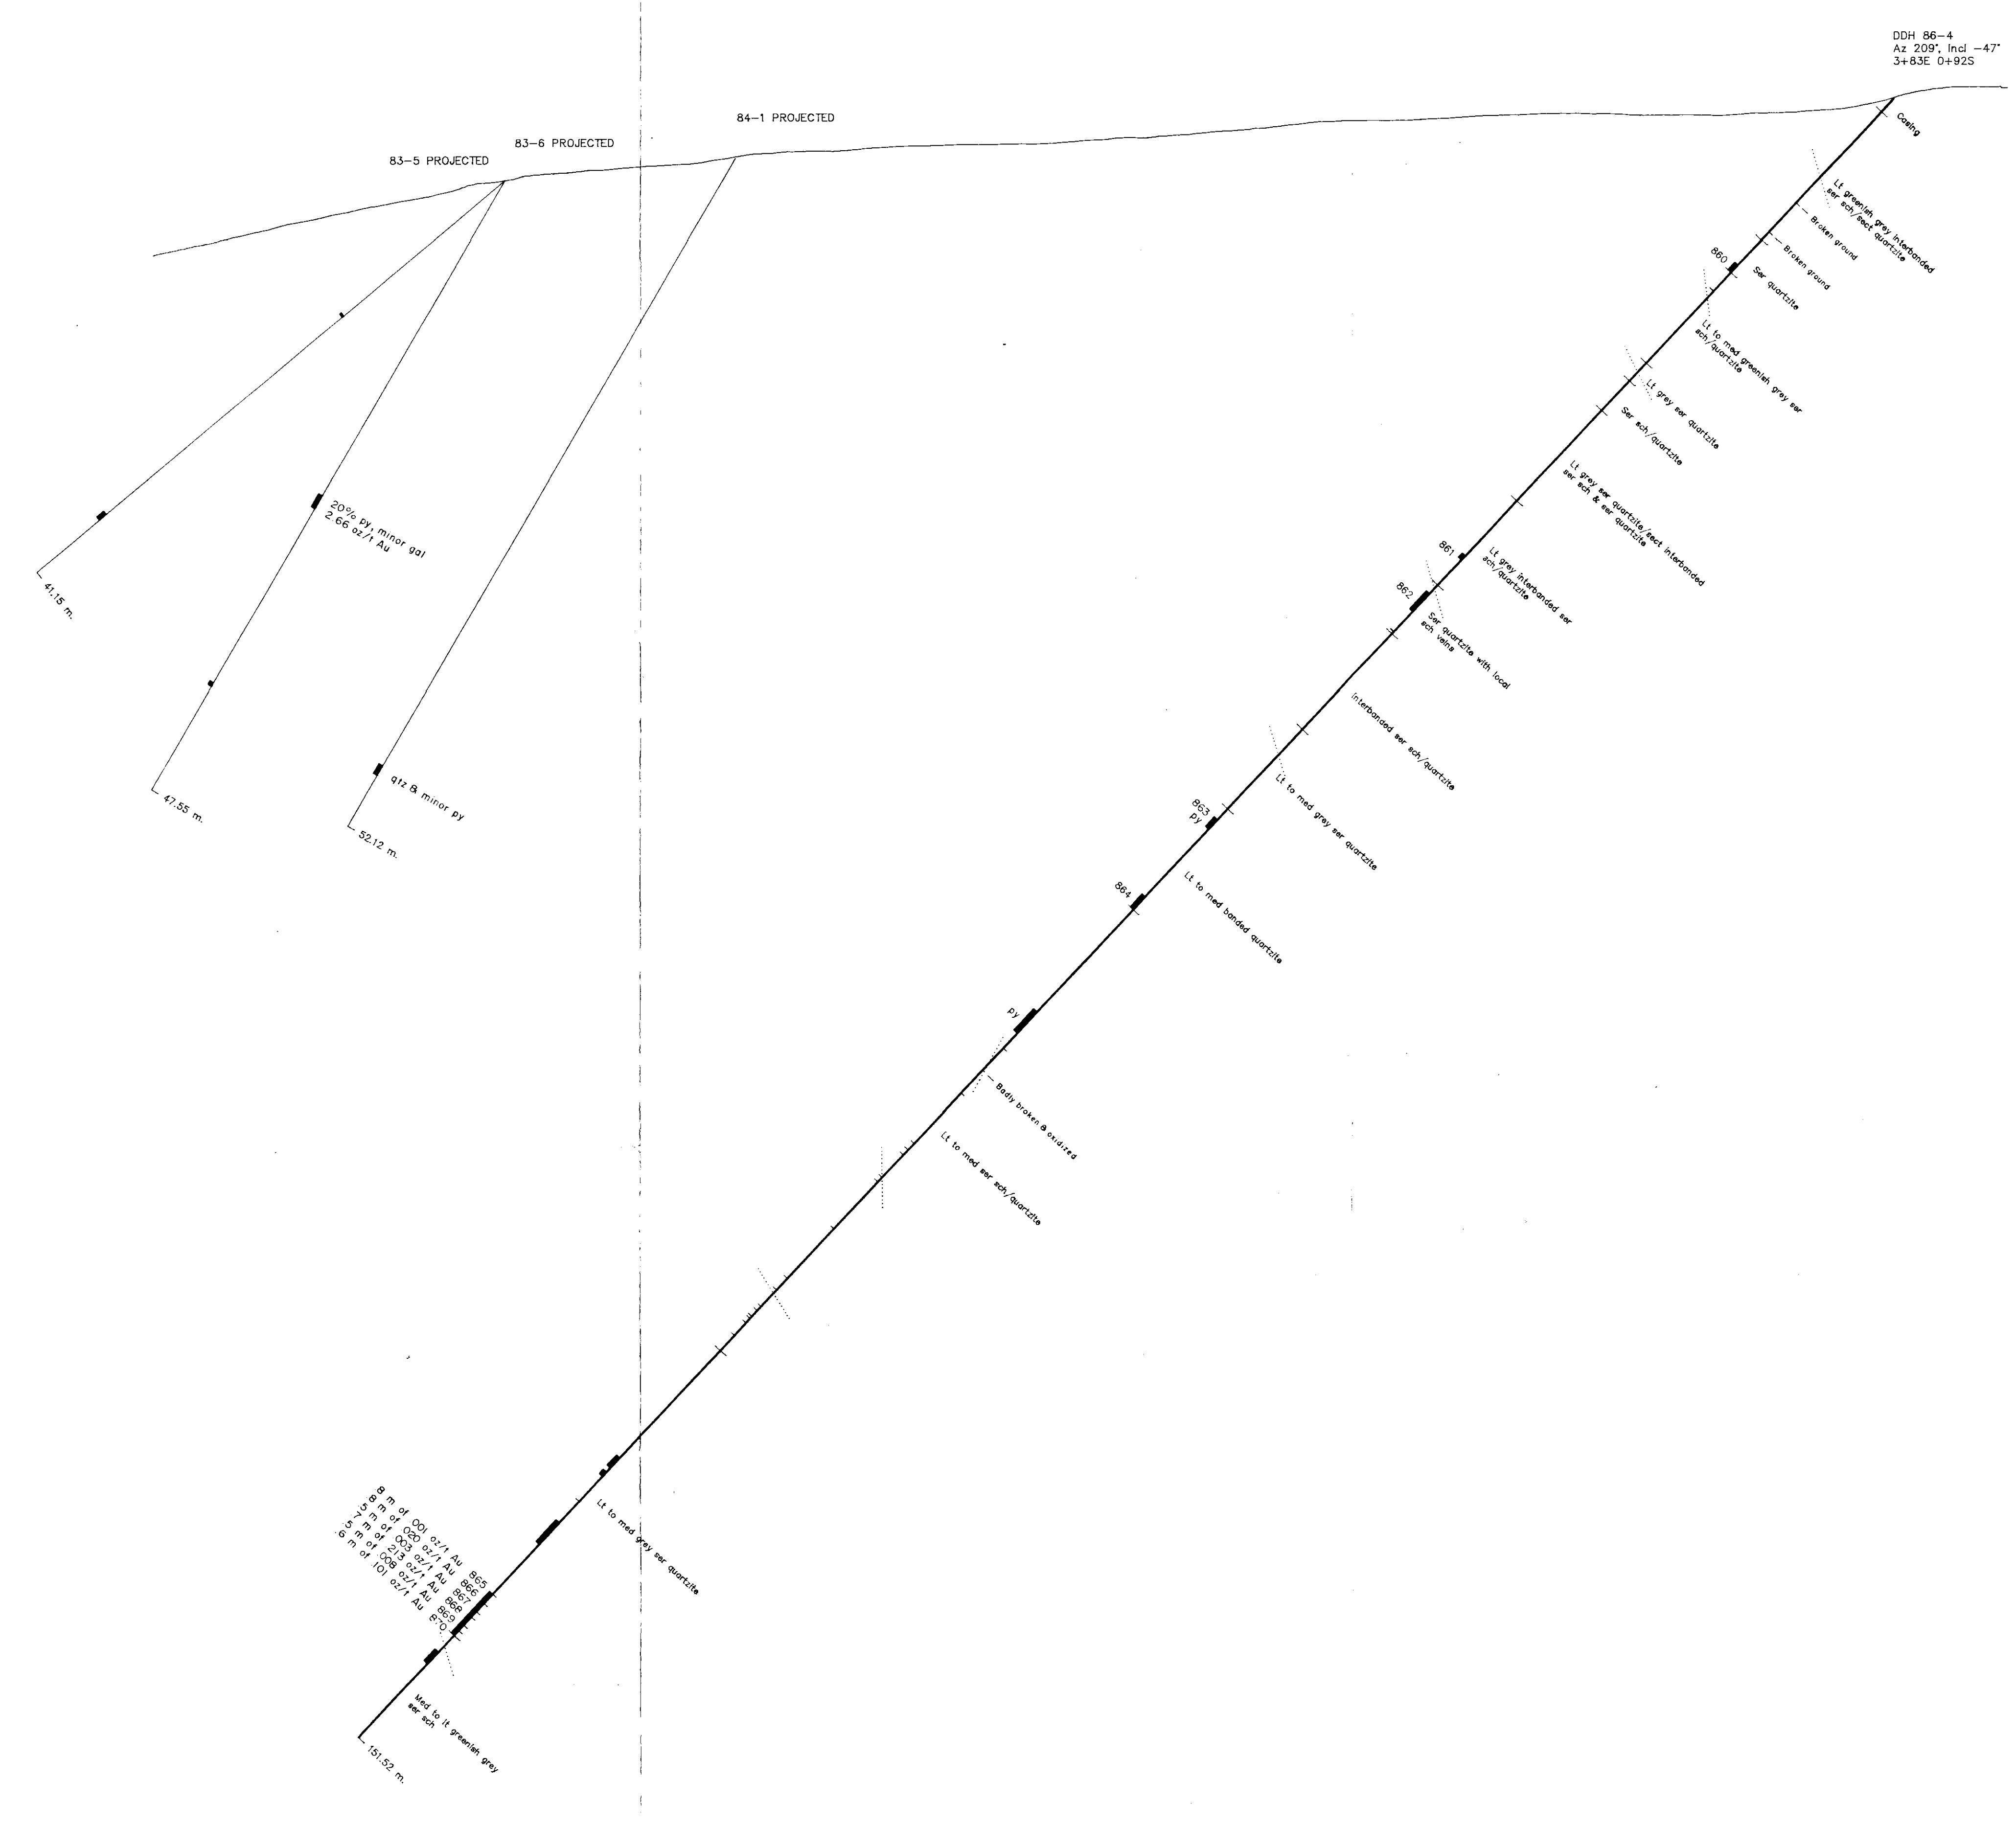 DDH 86-4
Az 209°, Incl -47°
3+83E 0+92S
84-1 PROJECTED
83-6 PROJECTED
83-5 PROJECTED
Casing
Lt greenish grey interbanded
ser sch/sect quartzite
Broken ground
Broken ground
860
Ser quartzite
Lt to med greenish grey ser
sch/quartzite
Lt grey ser quartzite
Ser sch/quartzite
Lt grey ser quartzite/sect interbanded
ser sch & ser quartzite
861
Lt grey interbanded ser
sch/quartzite
862
Ser quartzite with local
sch veins
Interbanded ser sch/quartzite
Lt to med grey ser quartzite
863
py
Lt to med banded quartzite
864
py
Badly broken & oxidized
Lt to med ser sch/quartzite
20% py, minor gal
2.66 oz/t Au
41.15 m.
47.55 m.
qtz & minor py
52.12 m.
Lt to med grey ser quartzite
.8 m of .001 oz/t Au 865
.8 m of .020 oz/t Au 866
.5 m of .003 oz/t Au 867
.7 m of .213 oz/t Au 868
.5 m of .008 oz/t Au 869
.6 m of .101 oz/t Au 870
Med to lt greenish grey
ser sch
151.52 m.